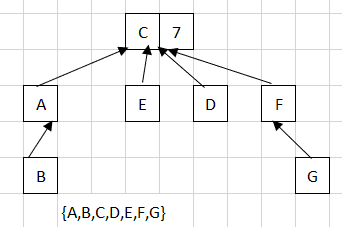 C 7
A E D F
B G
{A,B,C,D,E,F,G}